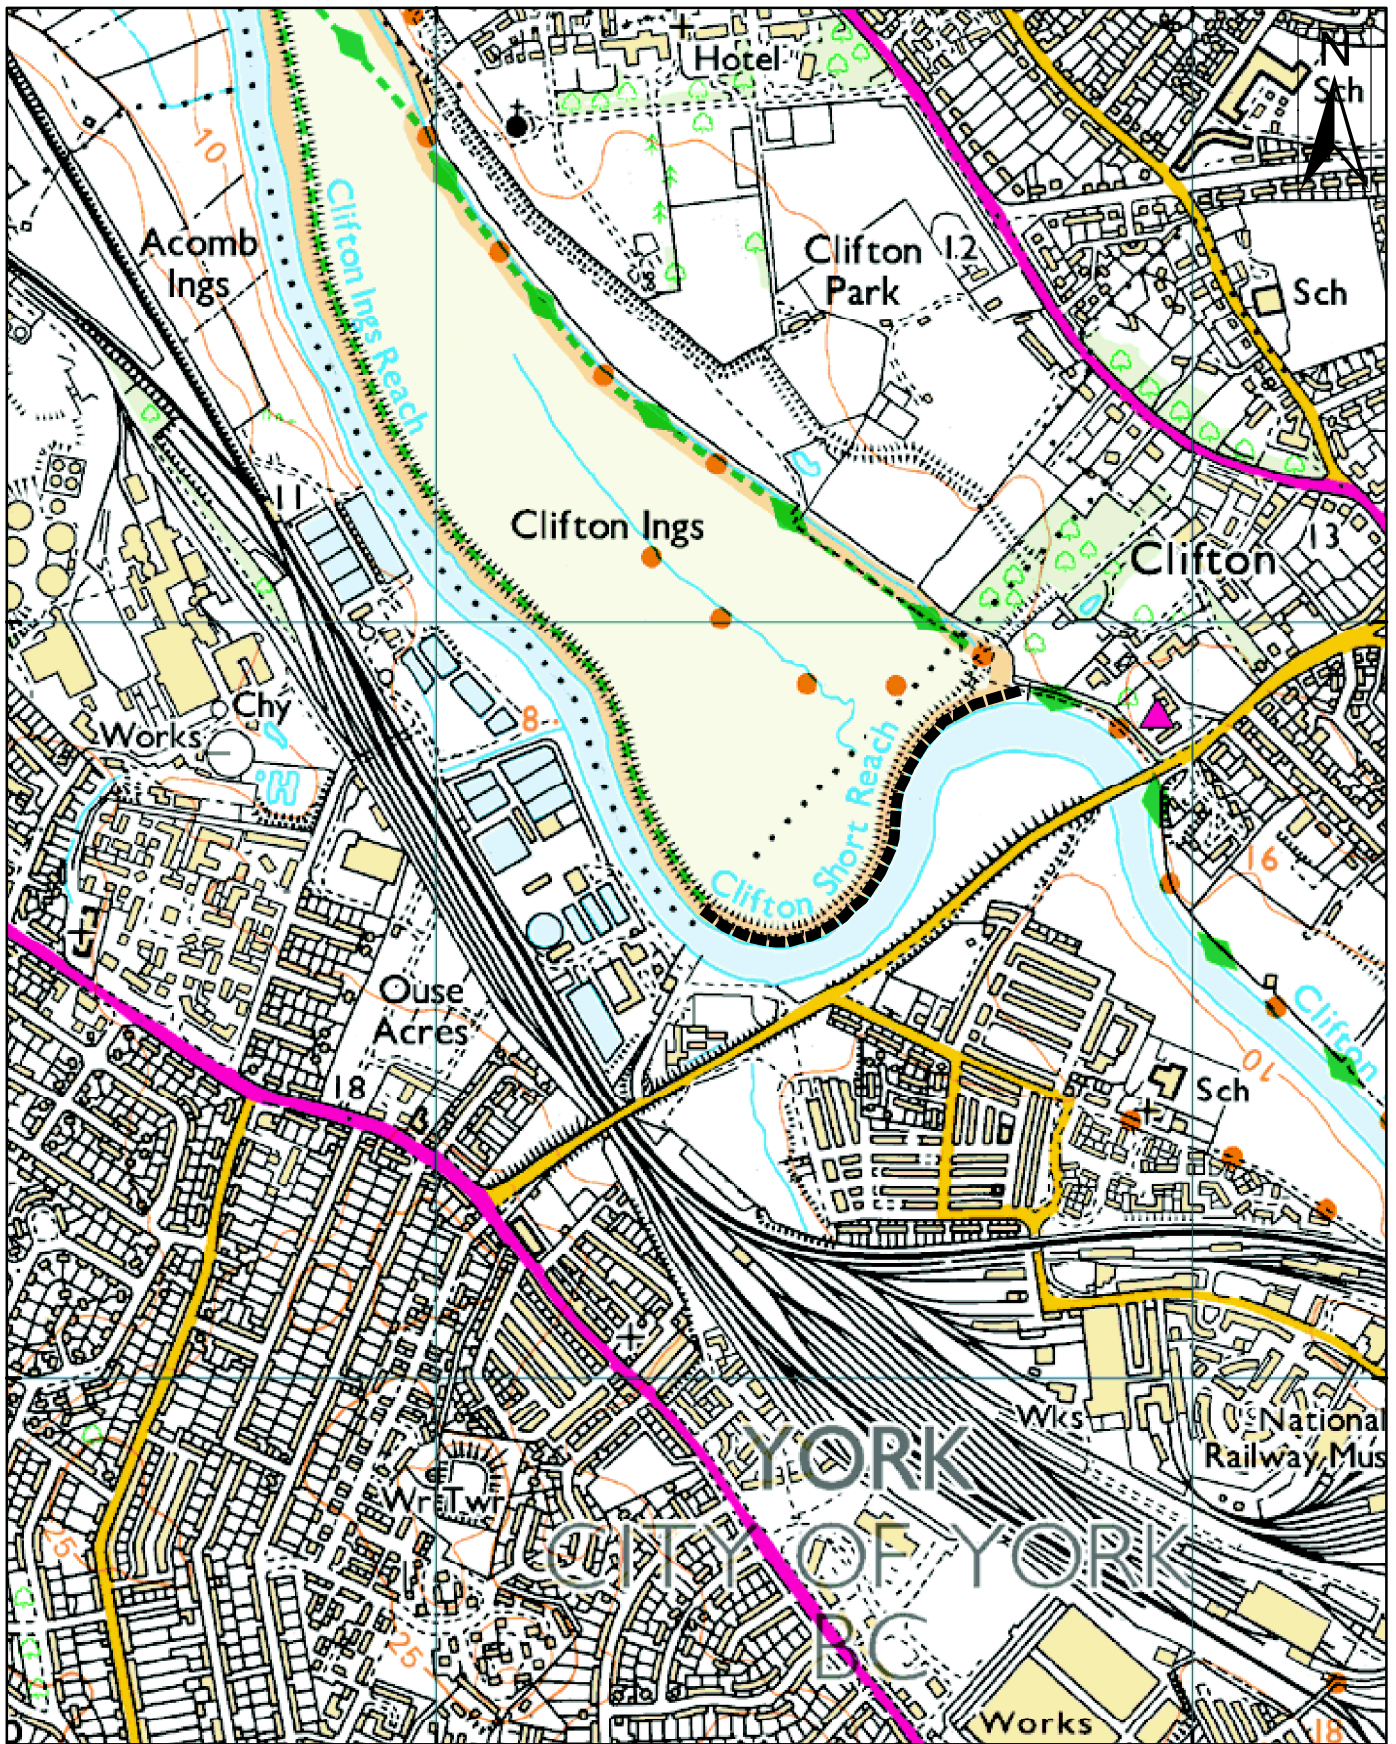 Hotel
N
Sch
10
Clifton Ings Reach
Acomb
Ings
Clifton
Park
12
Sch
11
Clifton Ings
Clifton
13
Chy
Works
8
Clifton Short Reach
16
Ouse
Acres
Clifton
10
Sch
18
Wks
National
Railway Mus
YORK
Wr Twr
CITY OF YORK
25
BC
25
Works
18